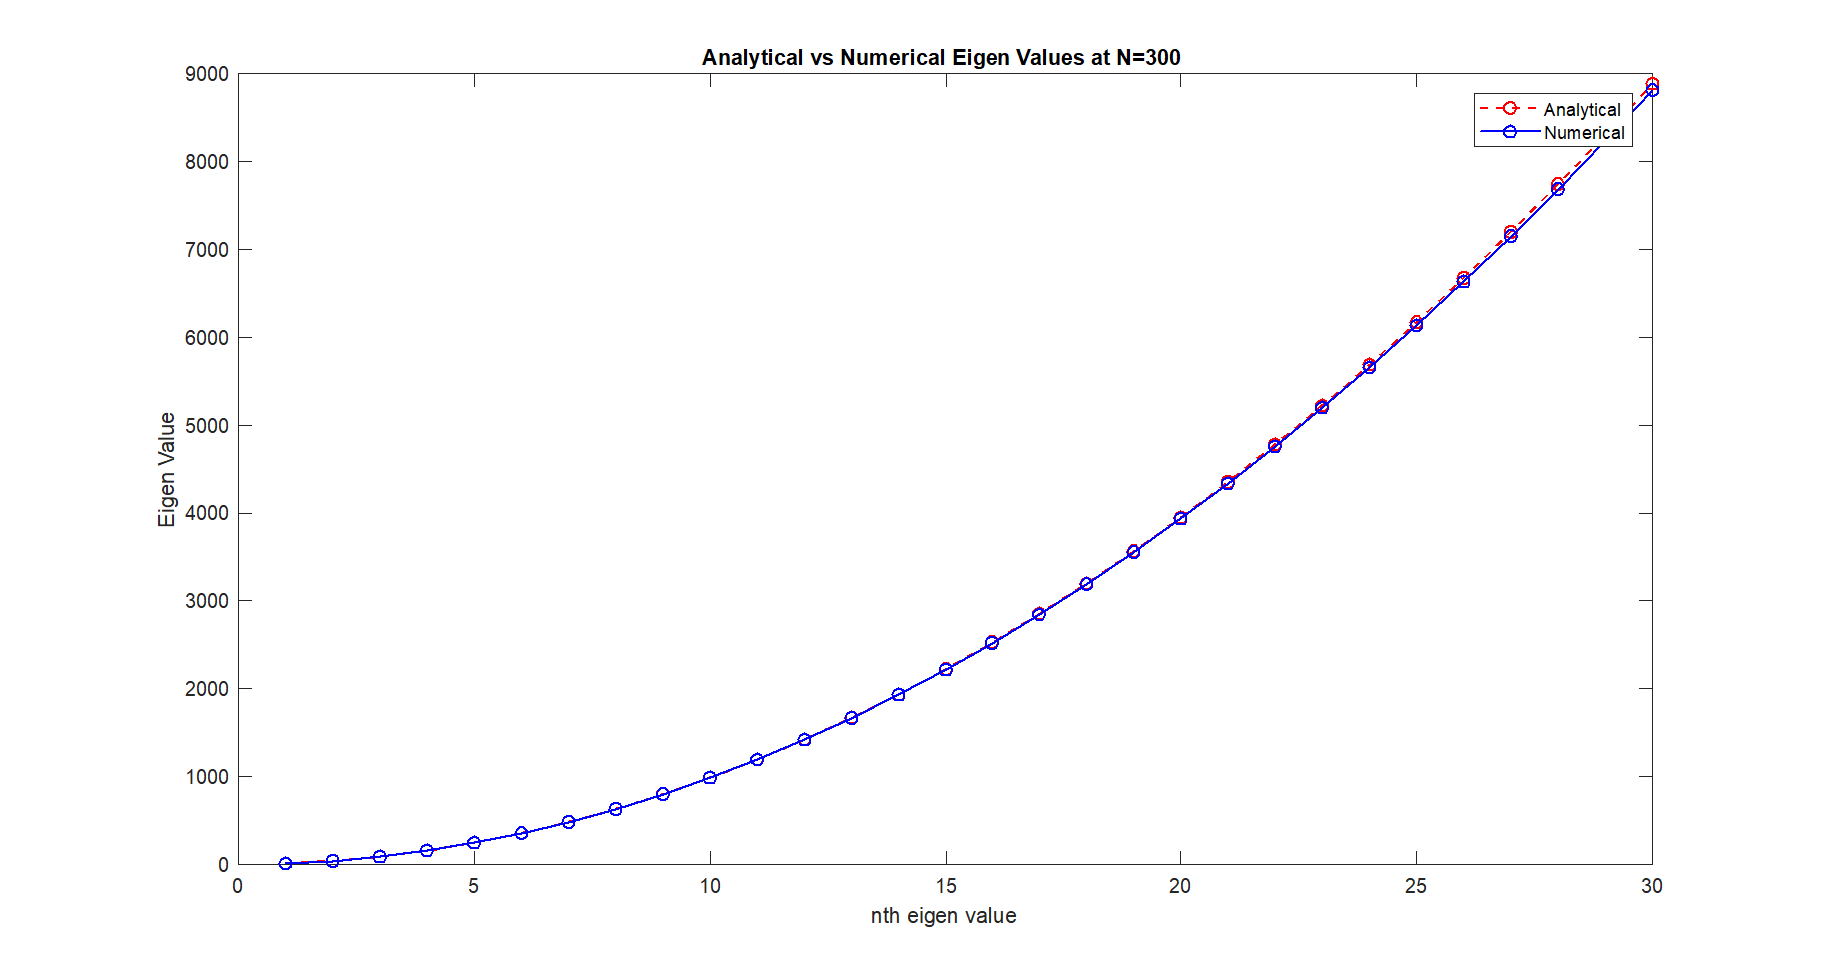 Analytical vs Numerical Eigen Values at N=300
9000
8000
7000
6000
5000
4000
3000
2000
1000
0
Eigen Value
Analytical
Numerical
0 5 10 15 20 25 30
nth eigen value